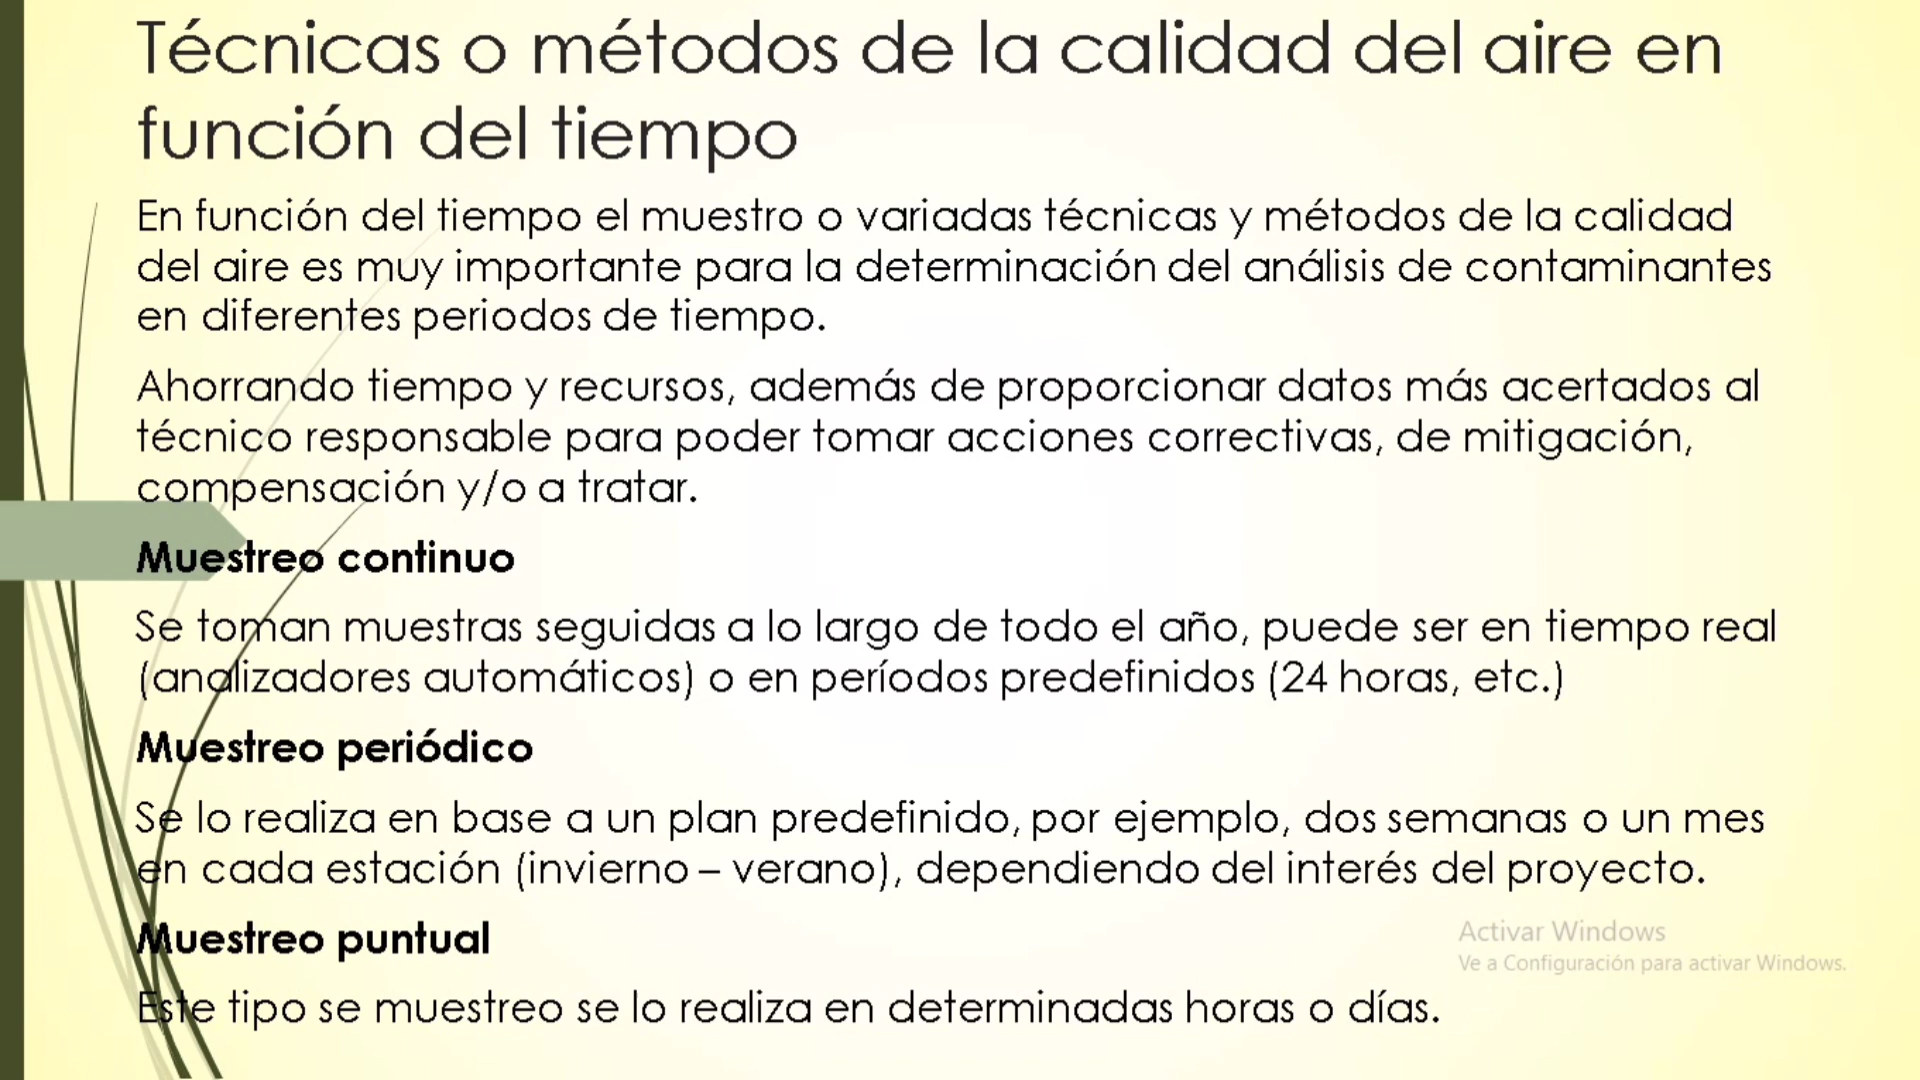 Técnicas o métodos de la calidad del aire en
función del tiempo
En función del tiempo el muestro o variadas técnicas y métodos de la calidad
del aire es muy importante para la determinación del análisis de contaminantes
en diferentes periodos de tiempo.
Ahorrando tiempo y recursos, además de proporcionar datos más acertados al
técnico responsable para poder tomar acciones correctivas, de mitigación,
compensación y/o a tratar.
Muestreo continuo
Se toman muestras seguidas a lo largo de todo el año, puede ser en tiempo real
(analizadores automáticos) o en períodos predefinidos (24 horas, etc.)
Muestreo periódico
Se lo realiza en base a un plan predefinido, por ejemplo, dos semanas o un mes
en cada estación (invierno – verano), dependiendo del interés del proyecto.
Muestreo puntual
Este tipo se muestreo se lo realiza en determinadas horas o días.
Activar Windows
Ve a Configuración para activar Windows.